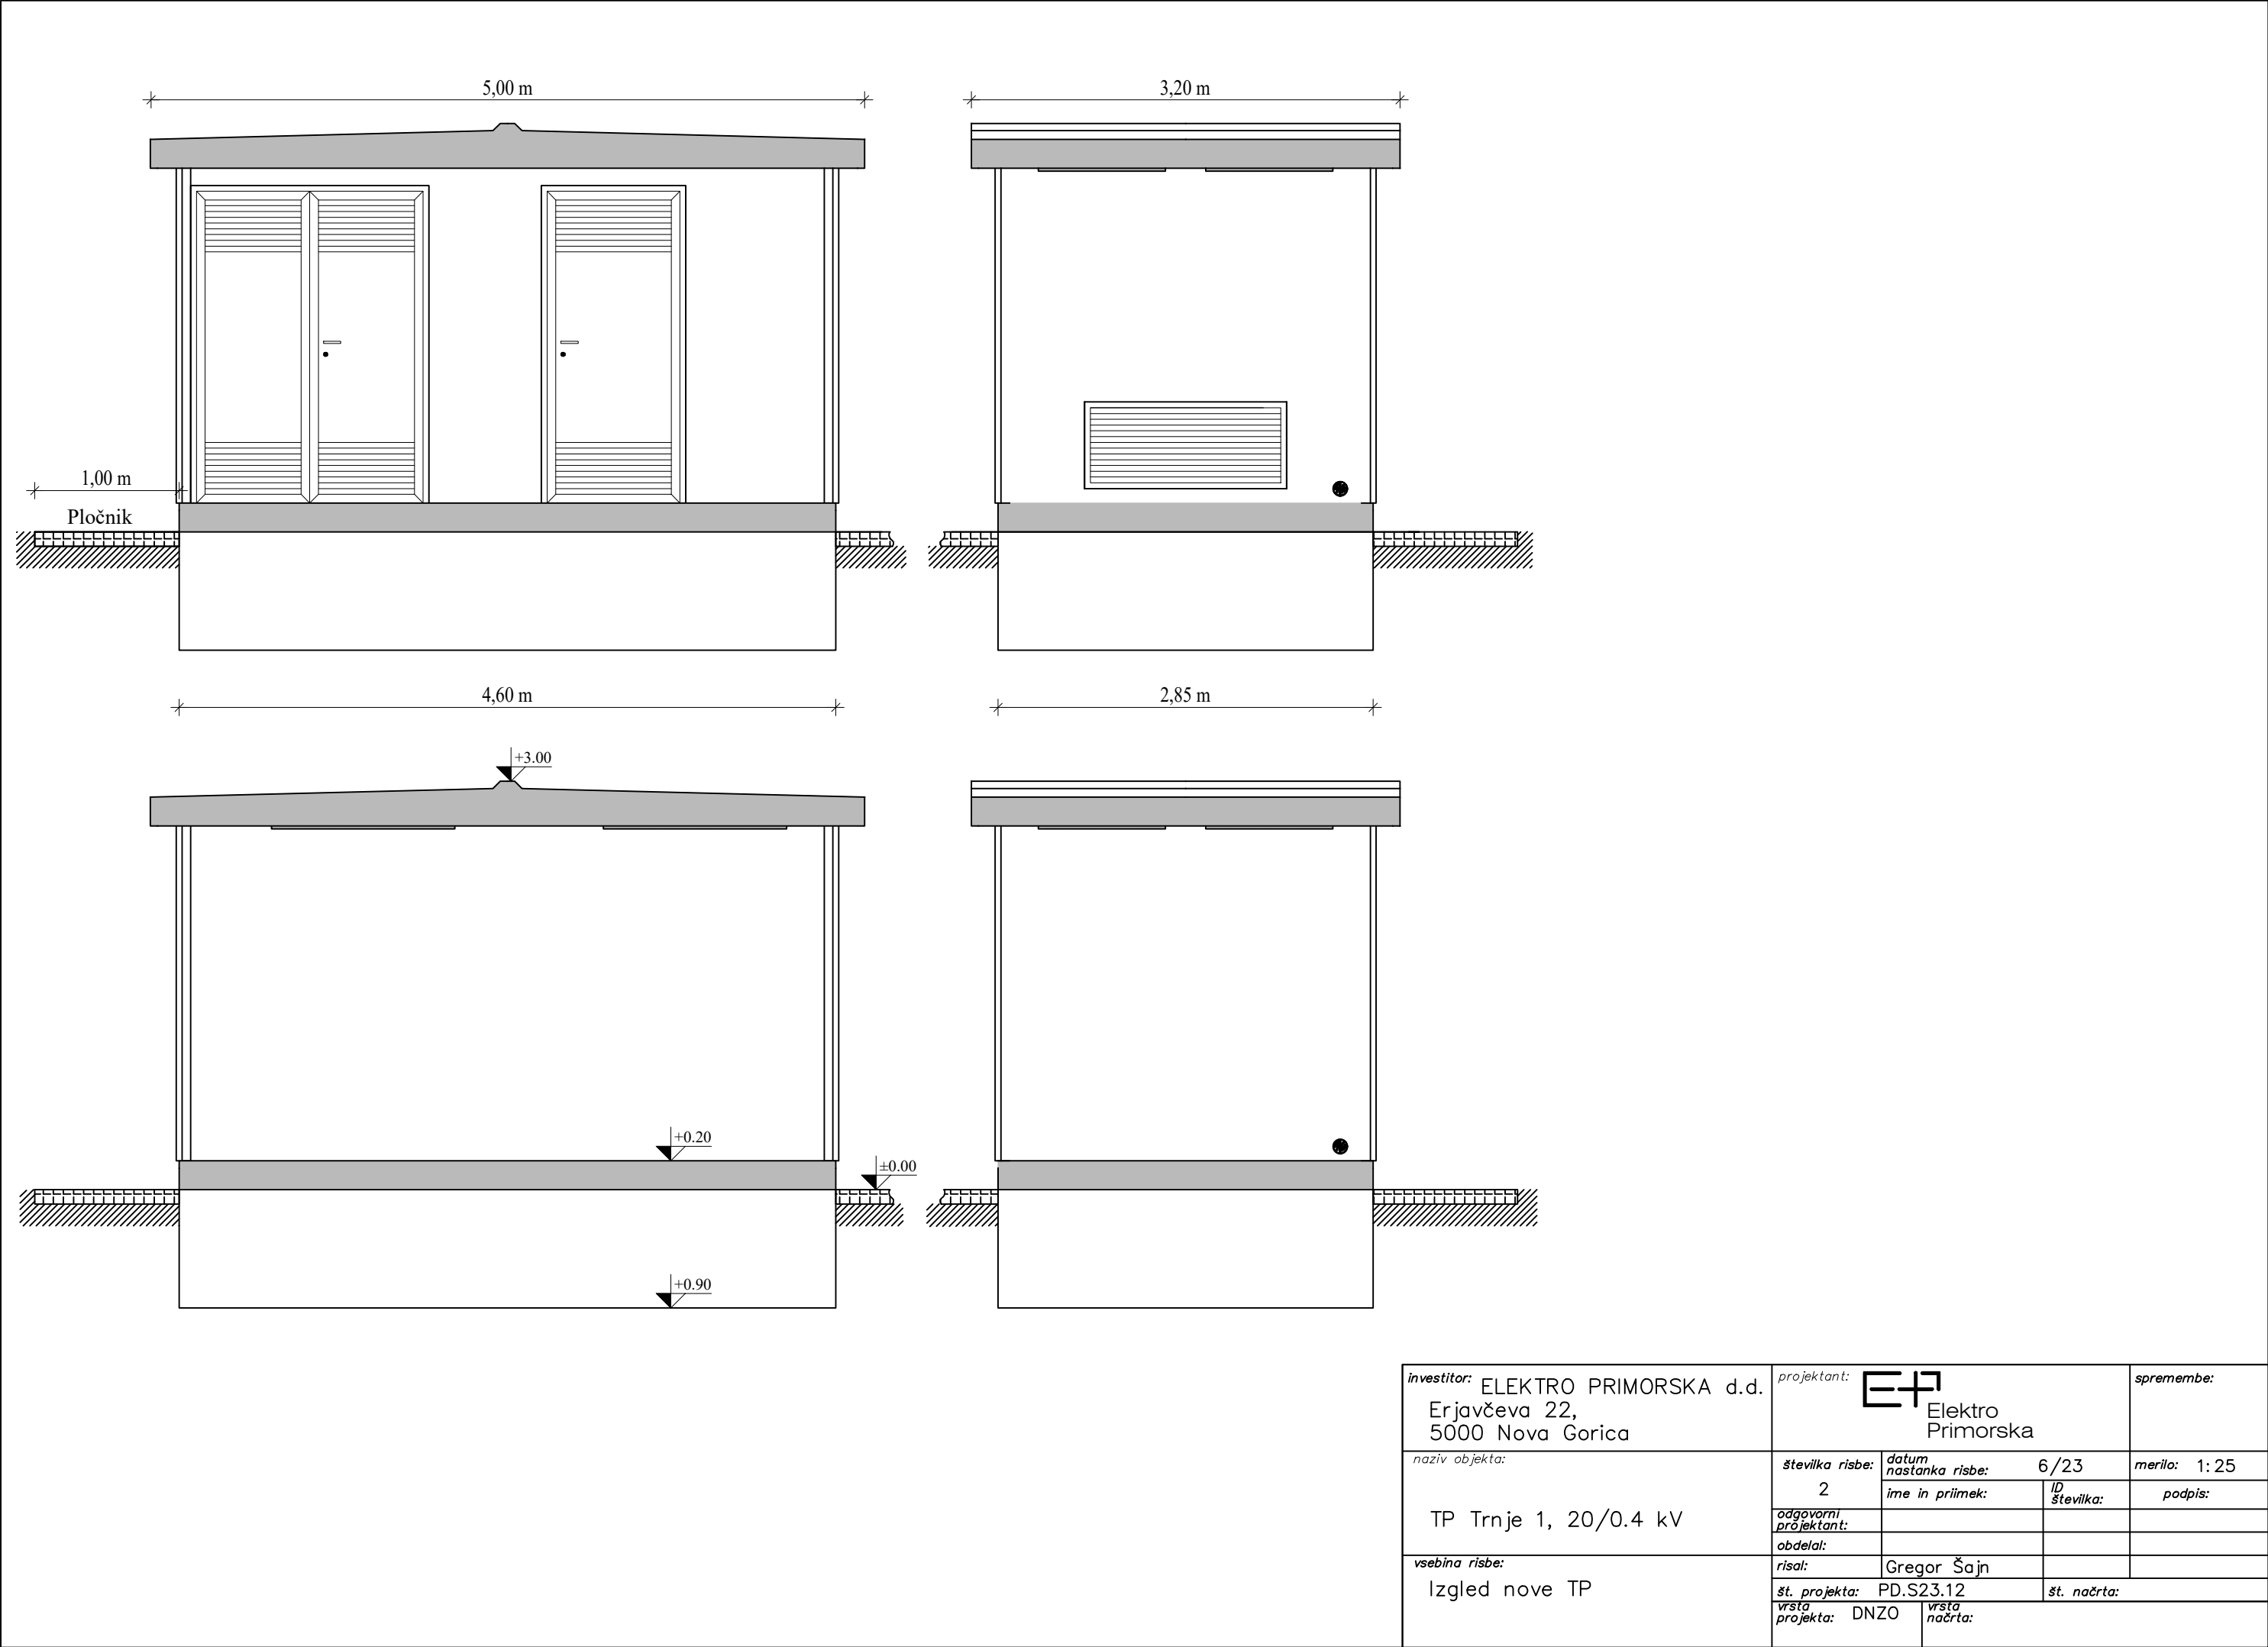 5,00 m
3,20 m
1,00 m
Pločnik
4,60 m
2,85 m
+3.00
+0.20
±0.00
+0.90
investitor: ELEKTRO PRIMORSKA d.d.
Erjavčeva 22,
5000 Nova Gorica
projektant:
Elektro
Primorska
spremembe:
naziv objekta:
TP Trnje 1, 20/0.4 kV
številka risbe:
2
datum
nastanka risbe: 6/23
merilo: 1:25
ime in priimek:
ID
številka:
podpis:
odgovorni
projektant:
obdelal:
vsebina risbe:
Izgled nove TP
risal: Gregor Šajn
št. projekta: PD.S23.12
št. načrta:
vrsta
projekta: DNZO
vrsta
načrta: